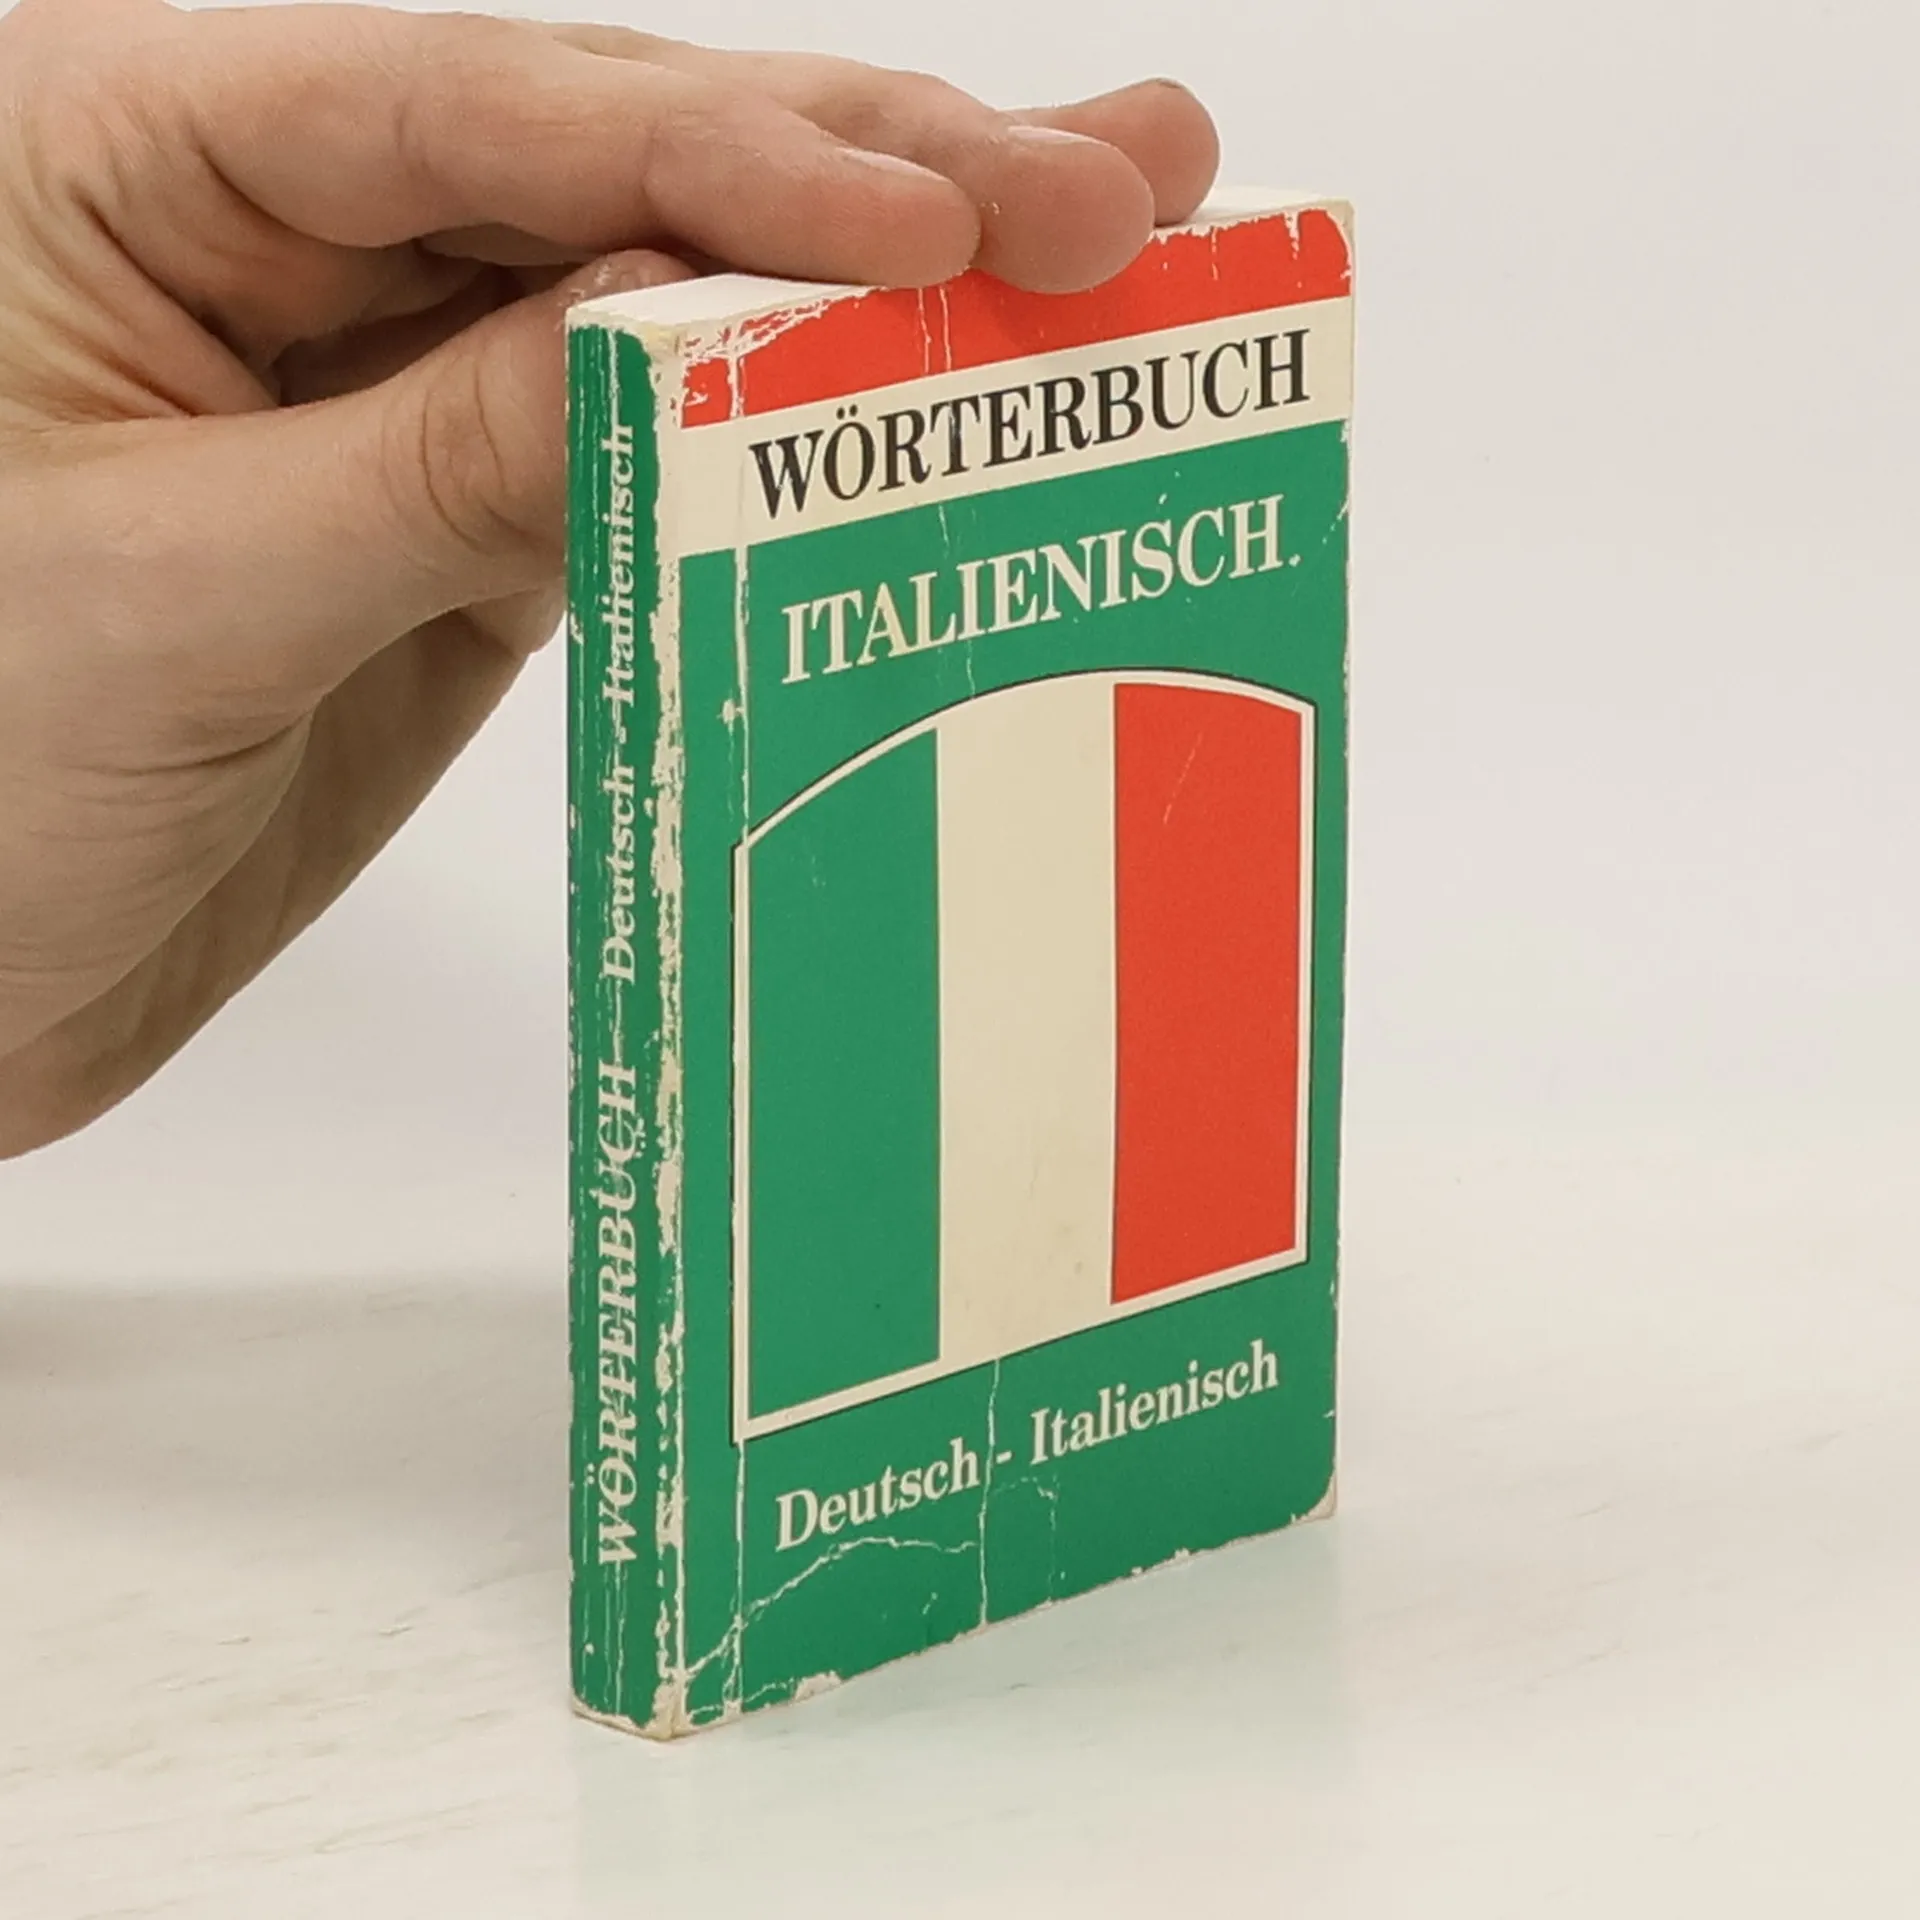 WÖRTERBUCH
ITALIENISCH.
Deutsch - Italienisch
WÖRTERBUCH Deutsch - Italienisch